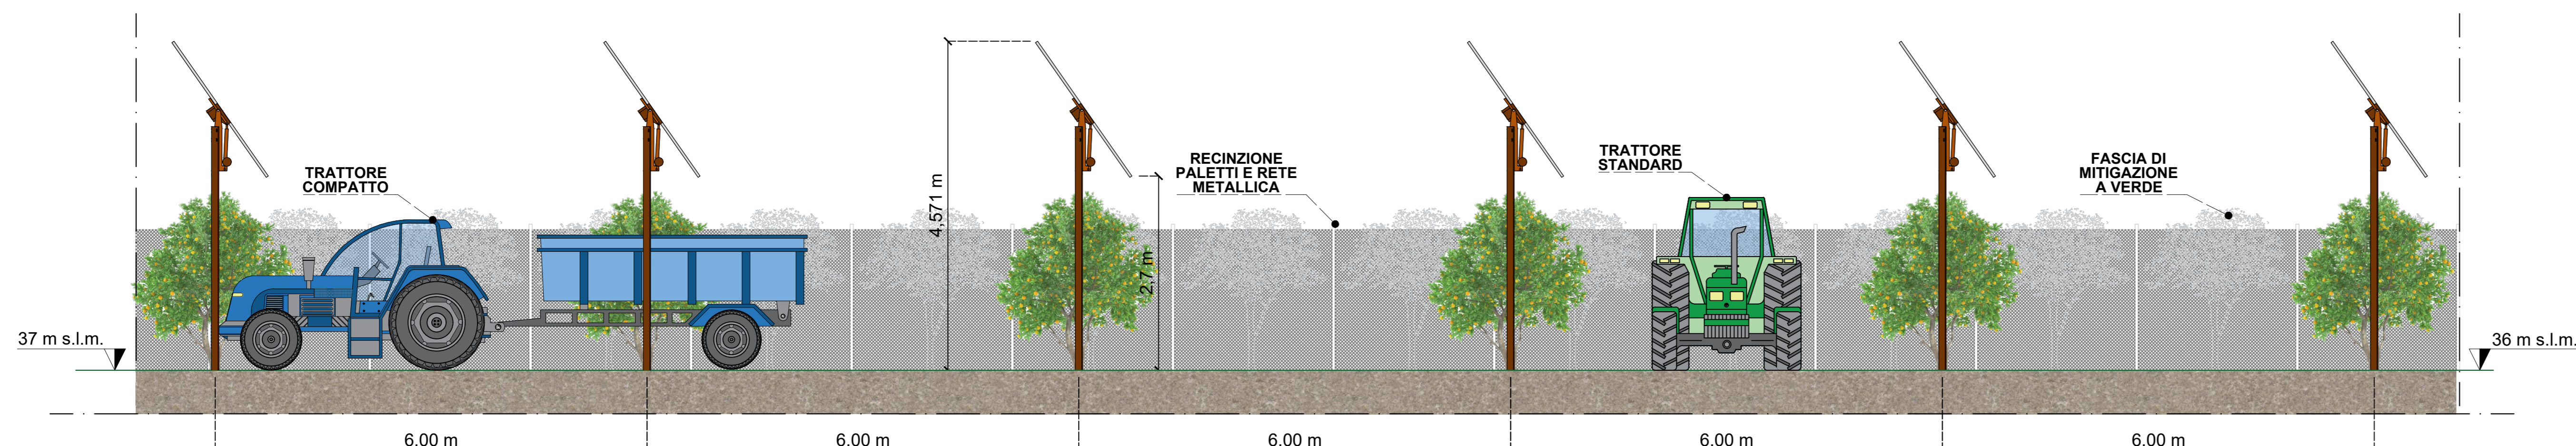 4,571 m
RECINZIONE
PALETTI E RETE
METALLICA
TRATTORE
STANDARD
FASCIA DI
MITIGAZIONE
A VERDE
TRATTORE
COMPATTO
2,7 m
37 m s.l.m.
36 m s.l.m.
6,00 m
6,00 m
6,00 m
6,00 m
6,00 m